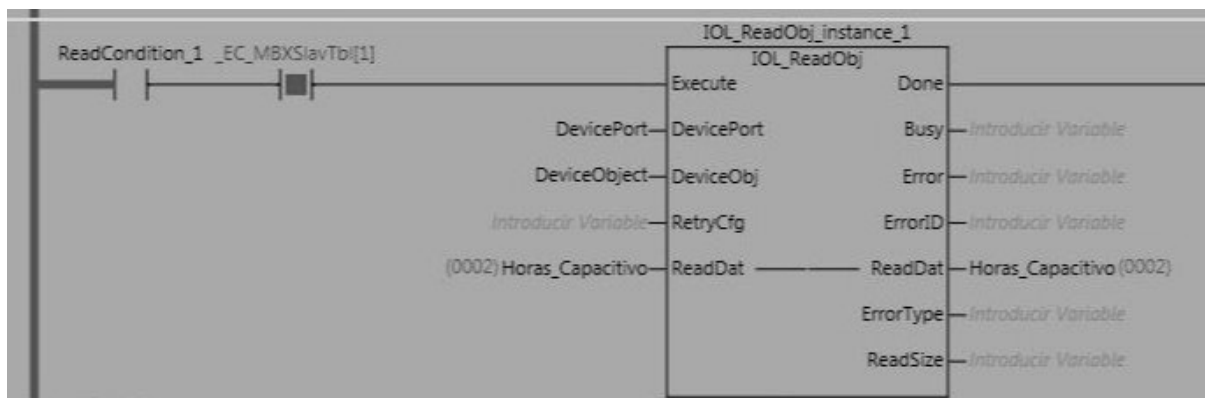 IOL_ReadObj_instance_1
ReadCondition_1 _EC_MBXSlavTbl[1] IOL_ReadObj
Execute Done
DevicePort DevicePort Busy Introducir Variable
DeviceObject DeviceObj Error Introducir Variable
Introducir Variable RetryCfg ErrorID Introducir Variable
(0002) Horas_Capacitivo ReadDat ReadDat Horas_Capacitivo (0002)
ErrorType Introducir Variable
ReadSize Introducir Variable